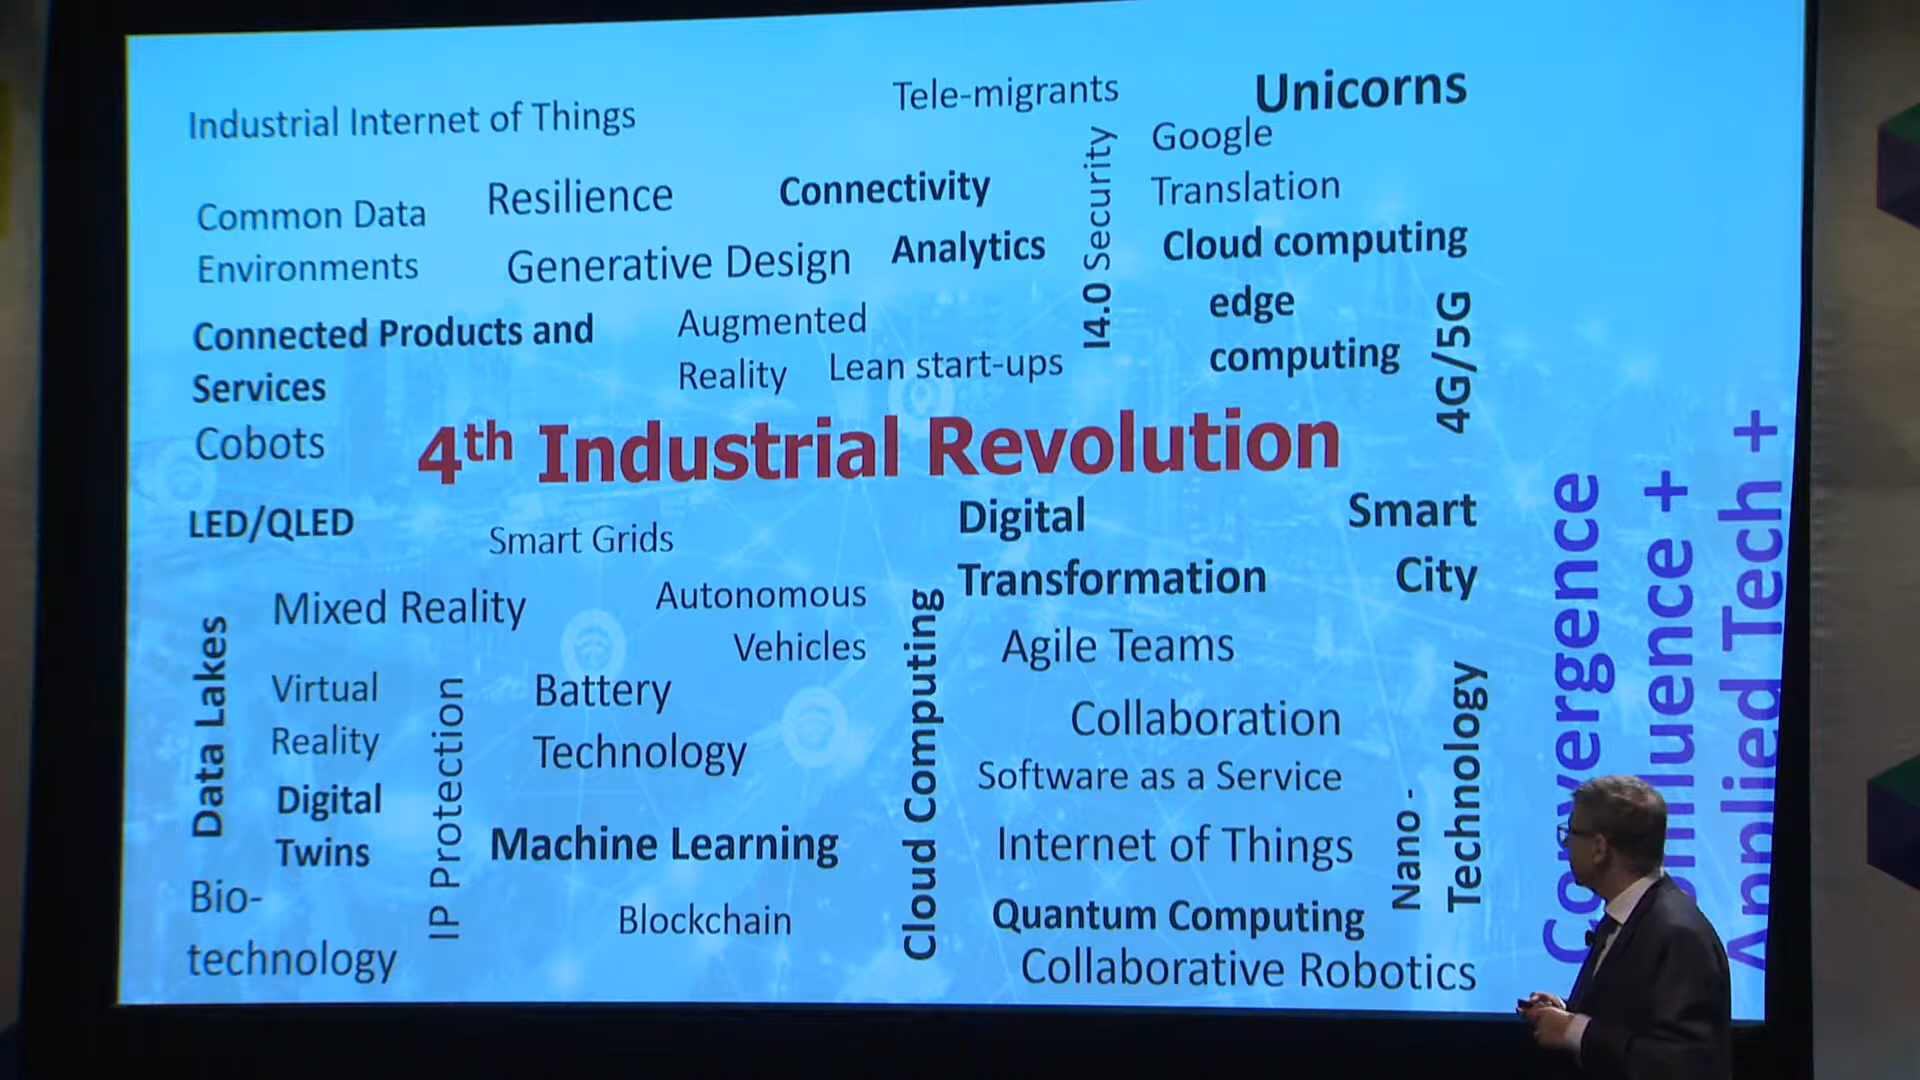 Industrial Internet of Things
Tele-migrants
Unicorns
Google
Translation
Common Data
Environments
Resilience
Connectivity
Generative Design
Analytics
I4.0 Security
Cloud computing
Connected Products and
Services
Augmented
Reality
Lean start-ups
edge
computing
4G/5G
Cobots
4th Industrial Revolution
LED/QLED
Smart Grids
Digital
Transformation
Smart
City
Mixed Reality
Autonomous
Vehicles
Agile Teams
Data Lakes
Virtual
Reality
IP Protection
Battery
Technology
Cloud Computing
Collaboration
Software as a Service
Nano -
Technology
Digital
Twins
Machine Learning
Internet of Things
Bio-
technology
Blockchain
Quantum Computing
Collaborative Robotics
Convergence
+
Applied Tech +